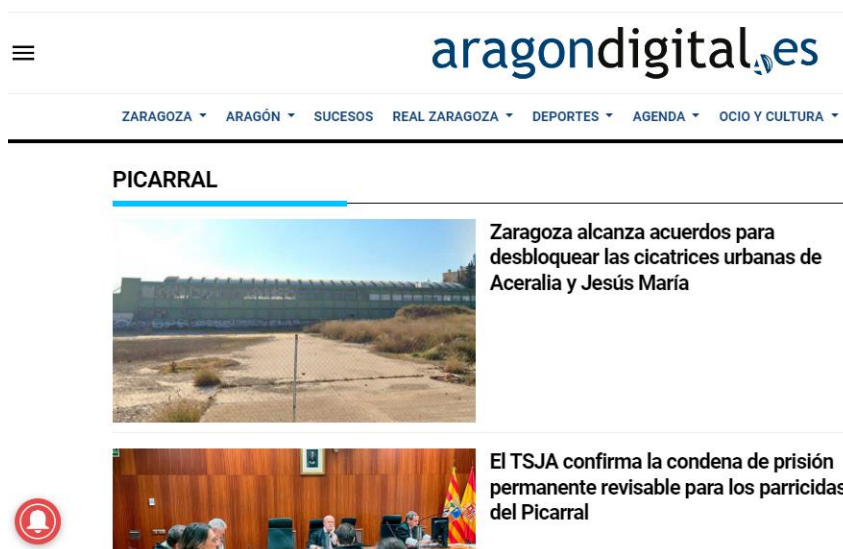 aragondigital.es
ZARAGOZA ARAGÓN SUCESOS REAL ZARAGOZA DEPORTES AGENDA OCIO Y CULTURA
PICARRAL
Zaragoza alcanza acuerdos para
desbloquear las cicatrices urbanas de
Aceralia y Jesús María
El TSJA confirma la condena de prisión
permanente revisable para los parricidas
del Picarral